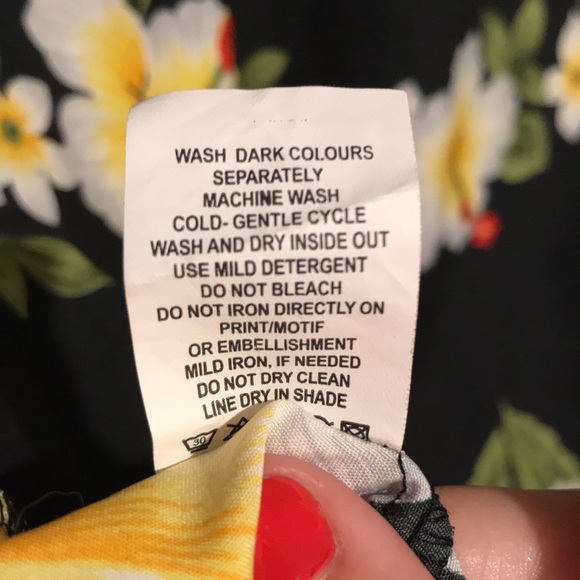 WASH DARK COLOURS
SEPARATELY
MACHINE WASH
COLD- GENTLE CYCLE
WASH AND DRY INSIDE OUT
USE MILD DETERGENT
DO NOT BLEACH
DO NOT IRON DIRECTLY ON
PRINT/MOTIF
OR EMBELLISHMENT
MILD IRON, IF NEEDED
DO NOT DRY CLEAN
LINE DRY IN SHADE
30